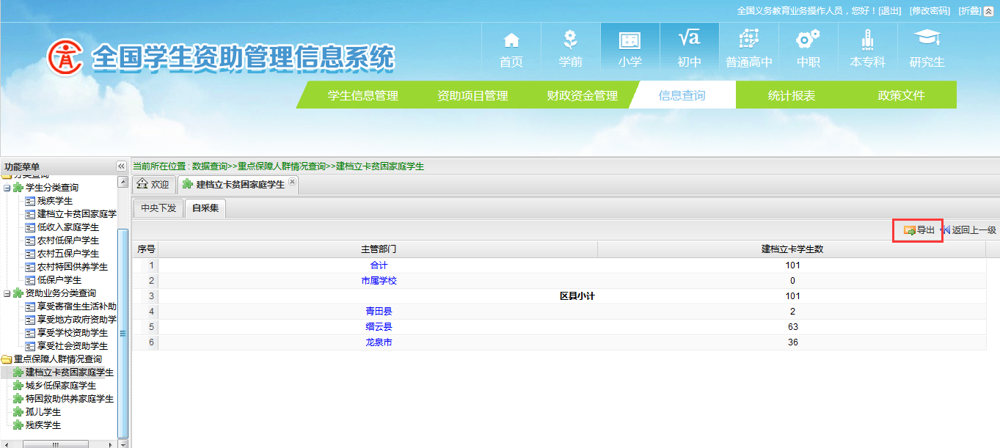 全国义务教育业务操作人员，您好！[退出] [修改密码] [折叠]
全国学生资助管理信息系统
首页 学前 小学 初中 普通高中 中职 本专科 研究生
学生信息管理 资助项目管理 财政资金管理 信息查询 统计报表 政策文件
功能菜单
分类查询
学生分类查询
残疾学生
建档立卡贫困家庭学
低收入家庭学生
农村低保户学生
农村五保户学生
农村特困供养学生
低保户学生
资助业务分类查询
享受寄宿生生活补助
享受地方政府资助学
享受学校资助学生
享受社会资助学生
重点保障人群情况查询
建档立卡贫困家庭学生
城乡低保家庭学生
特困救助供养家庭学生
孤儿学生
残疾学生
当前所在位置：数据查询>>重点保障人群情况查询>>建档立卡贫困家庭学生
欢迎 建档立卡贫困家庭学生
中央下发 自采集
导出 返回上一级
序号 主管部门 建档立卡学生数
1 合计 101
2 市属学校 0
3 区县小计 101
4 青田县 2
5 缙云县 63
6 龙泉市 36